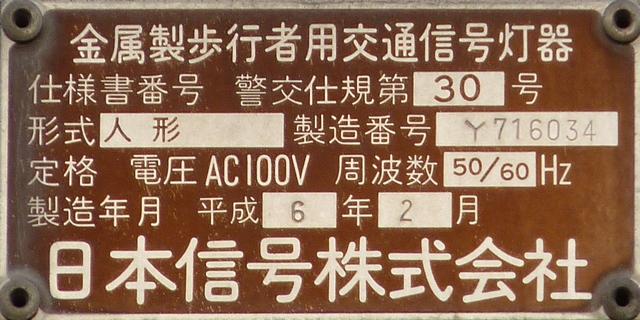 金属製歩行者用交通信号灯器
仕様書番号 警交仕規第 30 号
形式 人形 製造番号 Y716034
定格 電圧 AC100V 周波数 50/60 Hz
製造年月 平成 6 年 2 月
日本信号株式会社